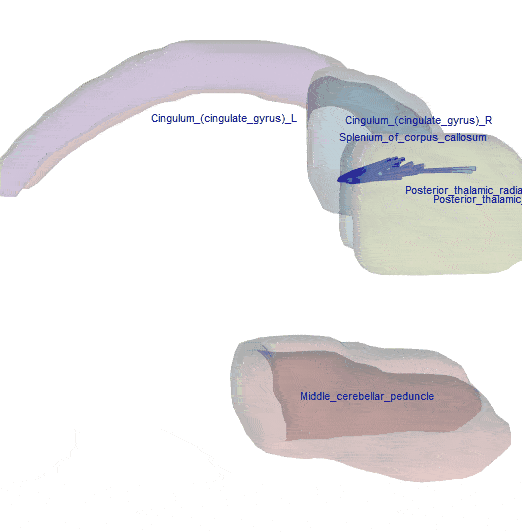 Cingulum_(cingulate_gyrus)_L
Cingulum_(cingulate_gyrus)_R
Splenium_of_corpus_callosum
Posterior_thalamic_radia
Posterior_thalamic_
Middle_cerebellar_peduncle